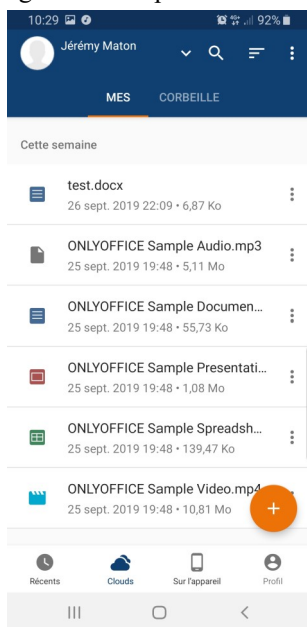 10:29 92%
Jérémy Maton
MES CORBEILLE
Cette semaine
test.docx
26 sept. 2019 22:09 • 6,87 Ko
ONLYOFFICE Sample Audio.mp3
25 sept. 2019 19:48 • 5,11 Mo
ONLYOFFICE Sample Documen...
25 sept. 2019 19:48 • 55,73 Ko
ONLYOFFICE Sample Presentati...
25 sept. 2019 19:48 • 1,08 Mo
ONLYOFFICE Sample Spreadsh...
25 sept. 2019 19:48 • 139,47 Ko
ONLYOFFICE Sample Video.mp4
25 sept. 2019 19:48 • 10,81 Mo
Récents Clouds Sur l'appareil Profil